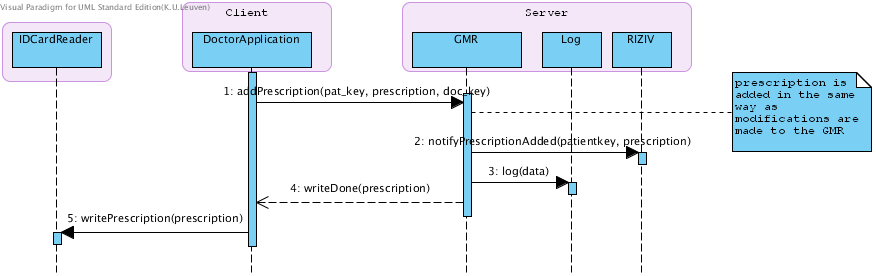 Visual Paradigm for UML Standard Edition(K.U.Leuven)
Client
Server
IDCardReader
DoctorApplication
GMR
Log
RIZIV
prescription is
added in the same
way as
modifications are
made to the GMR
1: addPrescription(pat_key, prescription, doc_key)
2: notifyPrescriptionAdded(patientkey, prescription)
3: log(data)
4: writeDone(prescription)
5: writePrescription(prescription)